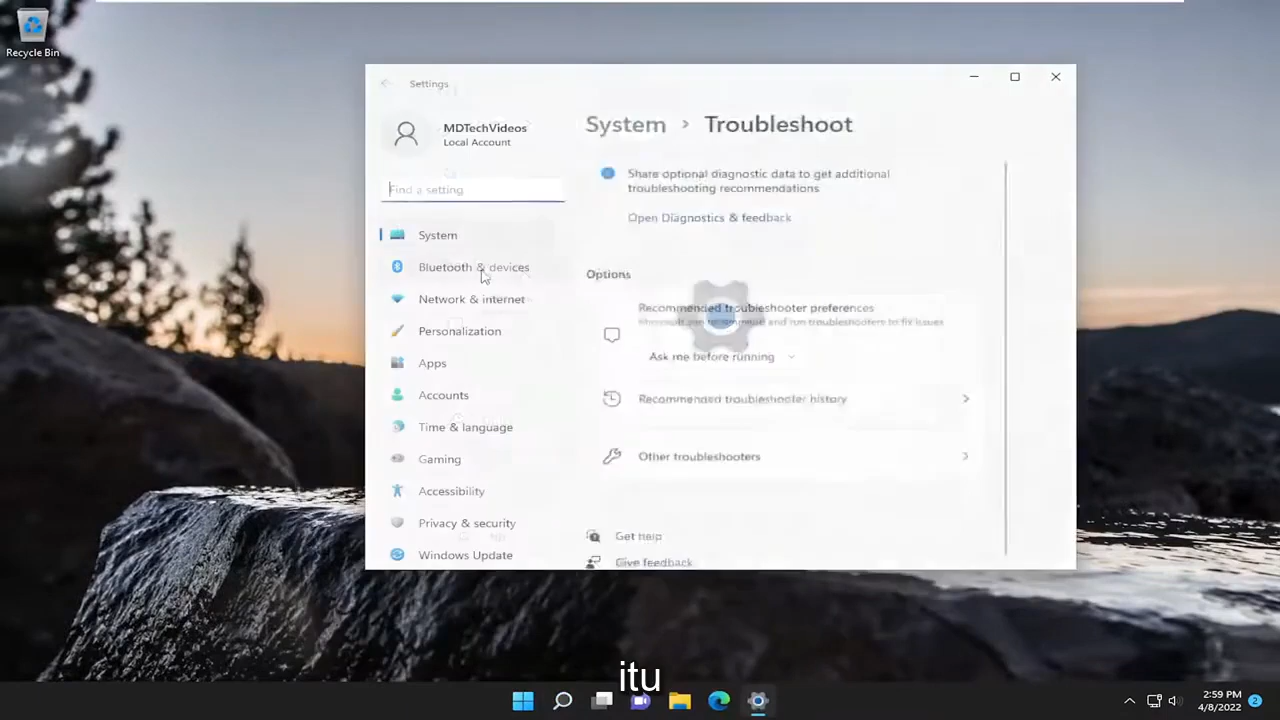 Recycle Bin
Settings
MDTechVideos
Local Account
Find a setting
System
Bluetooth & devices
Network & internet
Personalization
Apps
Accounts
Time & language
Gaming
Accessibility
Privacy & security
Windows Update
System > Troubleshoot
Share optional diagnostic data to get additional
troubleshooting recommendations
Open Diagnostics & feedback
Options
Recommended troubleshooter preferences
and run troubleshooters to fix issues
Ask me before running
Recommended troubleshooter history
Other troubleshooters
Get help
Give feedback
itu
2:59 PM
4/8/2022
2